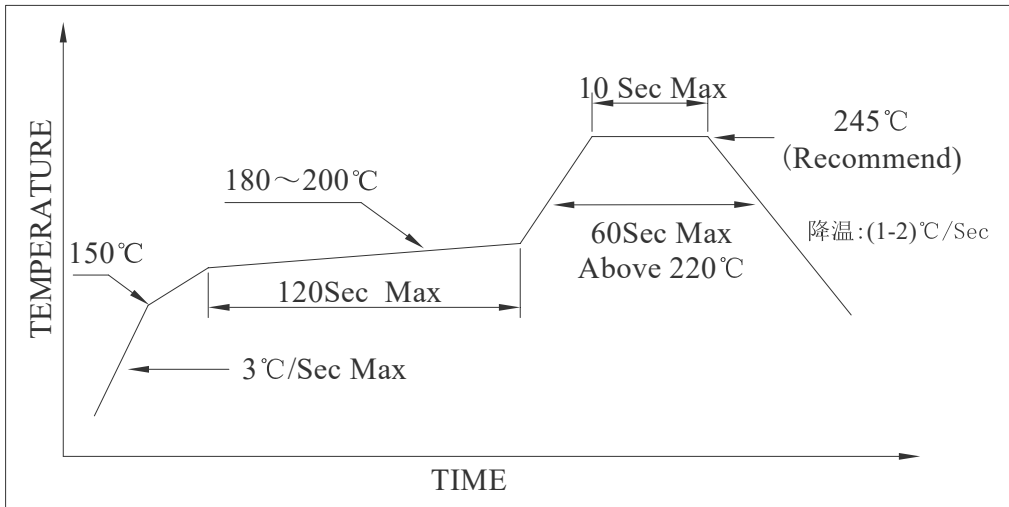 10 Sec Max
245℃
(Recommend)
180～200℃
降温:(1-2)℃/Sec
60Sec Max
Above 220℃
150℃
120Sec Max
3℃/Sec Max
TEMPERATURE
TIME